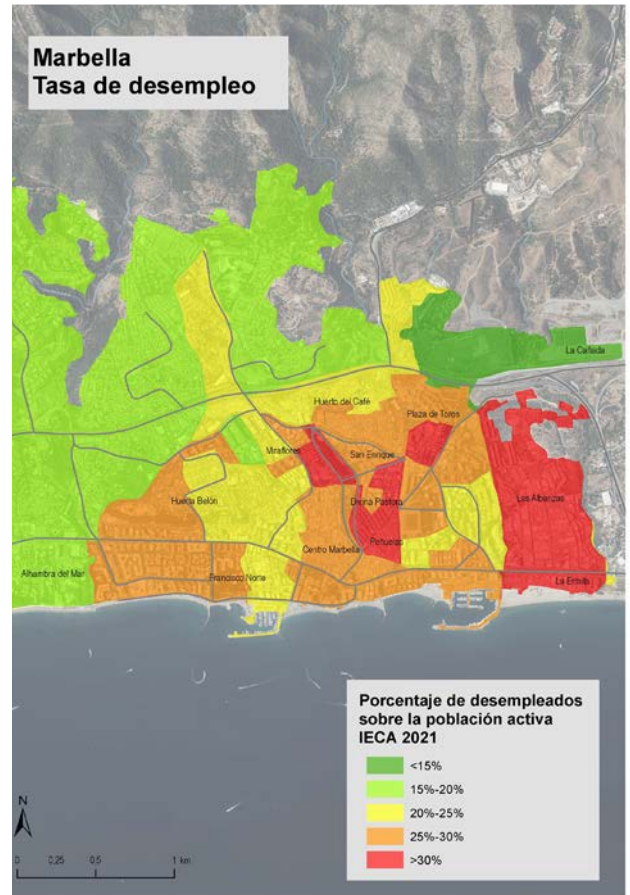 Marbella
Tasa de desempleo
La Cañada
Huerto del Café
Plaza de Toros
Miraflores
San Enrique
Las Albarizas
Huerta Belón
Divina Pastora
Peñuelas
Centro Marbella
Alhambra del Mar
Francisco Norte
La Ermita
Porcentaje de desempleados
sobre la población activa
IECA 2021
<15%
15%-20%
20%-25%
25%-30%
>30%
N
0 0,25 0,5 1 km